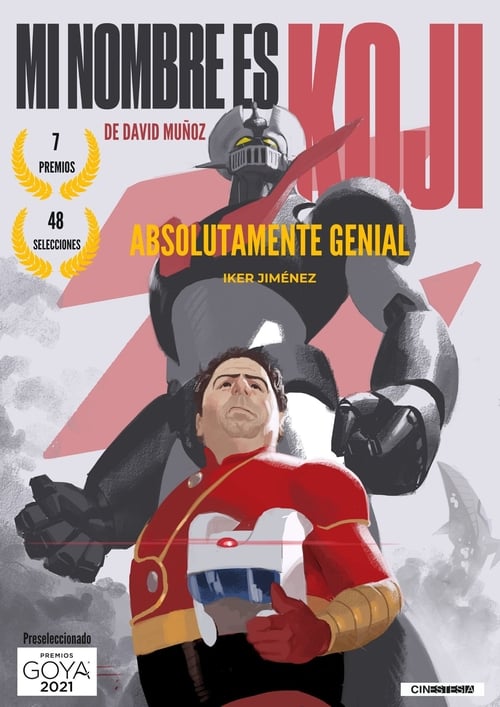 MI NOMBRE ES KOJI
DE DAVID MUÑOZ
7
PREMIOS
48
SELECCIONES
ABSOLUTAMENTE GENIAL
IKER JIMÉNEZ
Preseleccionado
PREMIOS
GOYA
2021
CINESTESIA